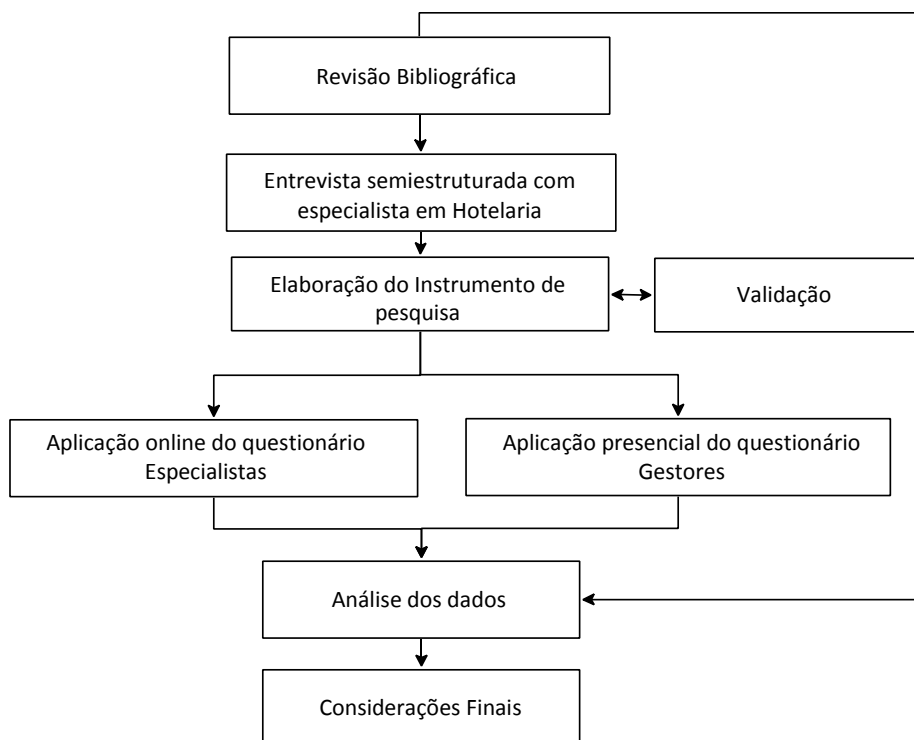 Revisão Bibliográfica
Entrevista semiestruturada com
especialista em Hotelaria
Elaboração do Instrumento de
pesquisa
Validação
Aplicação online do questionário
Especialistas
Aplicação presencial do questionário
Gestores
Análise dos dados
Considerações Finais